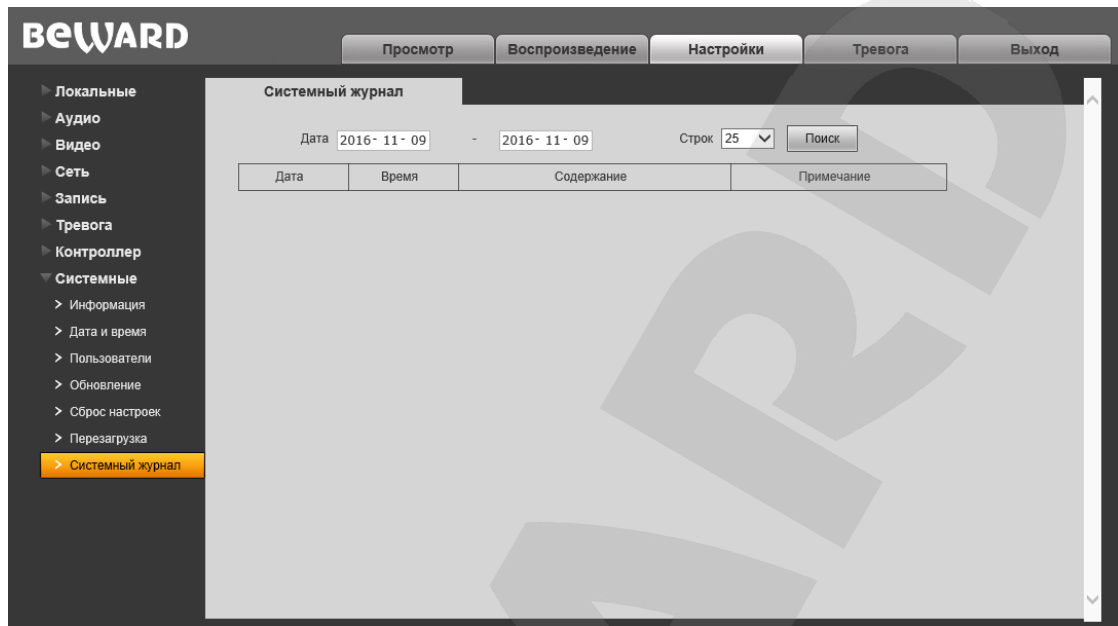 BEWARD
Просмотр Воспроизведение Настройки Тревога Выход
Локальные
Аудио
Видео
Сеть
Запись
Тревога
Контроллер
Системные
Информация
Дата и время
Пользователи
Обновление
Сброс настроек
Перезагрузка
Системный журнал
Системный журнал
Дата 2016- 11- 09 - 2016- 11- 09 Строк 25 Поиск
Дата Время Содержание Примечание
ARD